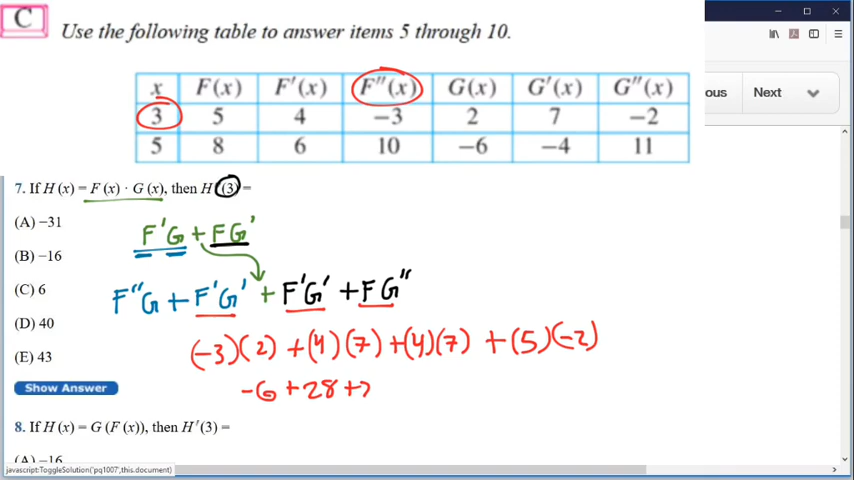 C
Use the following table to answer items 5 through 10.
x F(x) F′(x) F″(x) G(x) G′(x) G″(x)
3 5 4 −3 2 7 −2
5 8 6 10 −6 −4 11
ous Next
7. If H (x) = F (x) · G (x), then H″(3) =
(A) −31
(B) −16
(C) 6
(D) 40
(E) 43
F'G + FG'
F''G + F'G' + F'G' + FG''
(-3)(2) + (4)(7) + (4)(7) + (5)(-2)
-6 + 28 +
Show Answer
8. If H (x) = G (F (x)), then H′(3) =
(A) −16
javascript:ToggleSolution('pq1007',this.document)